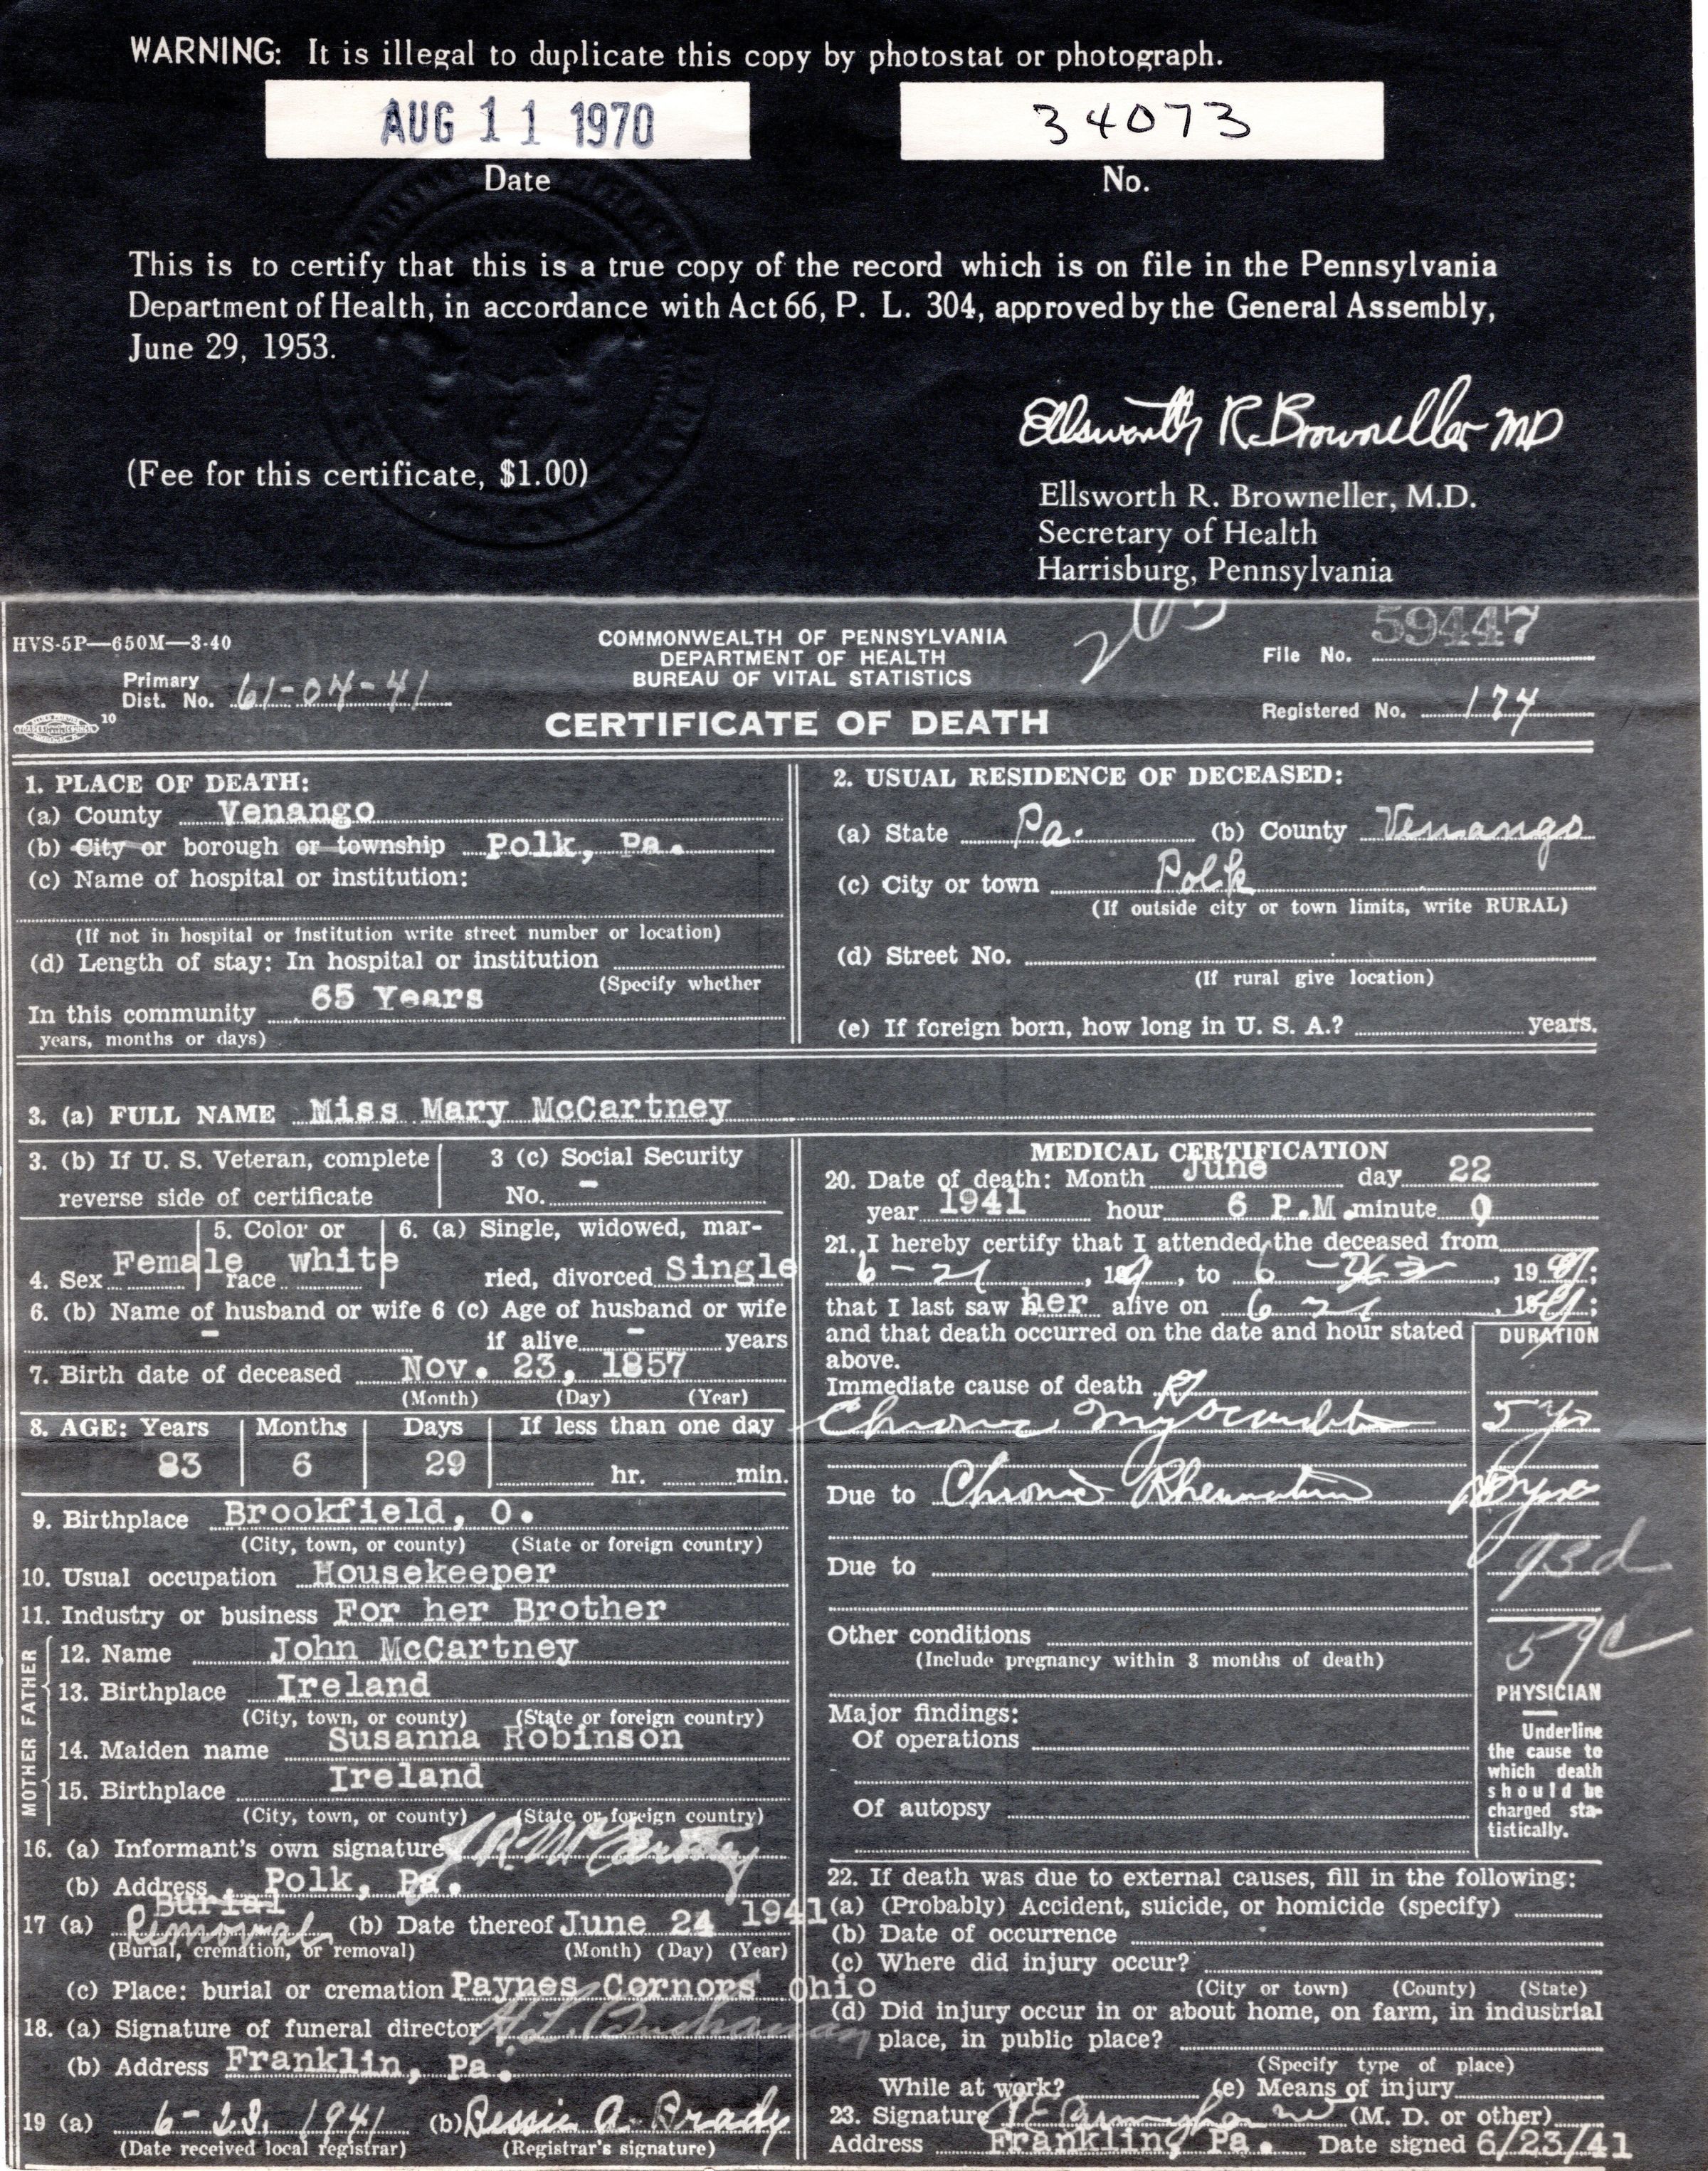 WARNING: It is illegal to duplicate this copy by photostat or photograph.
AUG 11 1970
34073
Date
No.
This is to certify that this is a true copy of the record which is on file in the Pennsylvania
Department of Health, in accordance with Act 66, P. L. 304, approved by the General Assembly,
June 29, 1953.
Ellsworth R. Browneller MD
(Fee for this certificate, $1.00)
Ellsworth R. Browneller, M.D.
Secretary of Health
Harrisburg, Pennsylvania
HVS-5P—650M—3-40
COMMONWEALTH OF PENNSYLVANIA
DEPARTMENT OF HEALTH
BUREAU OF VITAL STATISTICS
File No. 59447
Primary
Dist. No. 61-04-41
10
CERTIFICATE OF DEATH
Registered No. 174
1. PLACE OF DEATH:
(a) County Venango
(b) City or borough or township Polk, Pa.
(c) Name of hospital or institution:
(If not in hospital or institution write street number or location)
(d) Length of stay: In hospital or institution
(Specify whether
In this community 65 Years
years, months or days)
2. USUAL RESIDENCE OF DECEASED:
(a) State Pa. (b) County Venango
(c) City or town Polk
(If outside city or town limits, write RURAL)
(d) Street No.
(If rural give location)
(e) If foreign born, how long in U. S. A.? years.
3. (a) FULL NAME Miss Mary McCartney
3. (b) If U. S. Veteran, complete
reverse side of certificate
3 (c) Social Security
No. -
4. Sex Female
5. Color or
race white
6. (a) Single, widowed, mar-
ried, divorced Single
6. (b) Name of husband or wife
-
6 (c) Age of husband or wife
if alive - years
7. Birth date of deceased Nov. 23, 1857
(Month) (Day) (Year)
8. AGE: Years Months Days If less than one day
83 6 29 hr. min.
9. Birthplace Brookfield, O.
(City, town, or county) (State or foreign country)
10. Usual occupation Housekeeper
11. Industry or business For her Brother
FATHER
12. Name John McCartney
13. Birthplace Ireland
(City, town, or county) (State or foreign country)
MOTHER
14. Maiden name Susanna Robinson
15. Birthplace Ireland
(City, town, or county) (State or foreign country)
16. (a) Informant's own signature J.R. McCartney
(b) Address Polk, Pa.
Burial
17 (a) Removal (b) Date thereof June 24 1941
(Burial, cremation, or removal) (Month) (Day) (Year)
(c) Place: burial or cremation Paynes Cornors Ohio
18. (a) Signature of funeral director H.L. Buchanan
(b) Address Franklin, Pa.
19 (a) 6-23, 1941 (b) Bessie A. Brady
(Date received local registrar) (Registrar's signature)
MEDICAL CERTIFICATION
20. Date of death: Month June day 22
year 1941 hour 6 P.M. minute 0
21. I hereby certify that I attended the deceased from
6-21, 1941, to 6-, 1941;
that I last saw her alive on 6 21, 1941;
and that death occurred on the date and hour stated
above.
DURATION
Immediate cause of death
Chronic Myocarditis 5 yrs
Due to Chronic Rheumatism
93d
Due to
59c
Other conditions
(Include pregnancy within 3 months of death)
Major findings:
Of operations
Of autopsy
PHYSICIAN
Underline
the cause to
which death
should be
charged sta-
tistically.
22. If death was due to external causes, fill in the following:
(a) (Probably) Accident, suicide, or homicide (specify)
(b) Date of occurrence
(c) Where did injury occur?
(City or town) (County) (State)
(d) Did injury occur in or about home, on farm, in industrial
place, in public place?
(Specify type of place)
While at work? (e) Means of injury
23. Signature (M. D. or other)
Address Franklin, Pa. Date signed 6/23/41